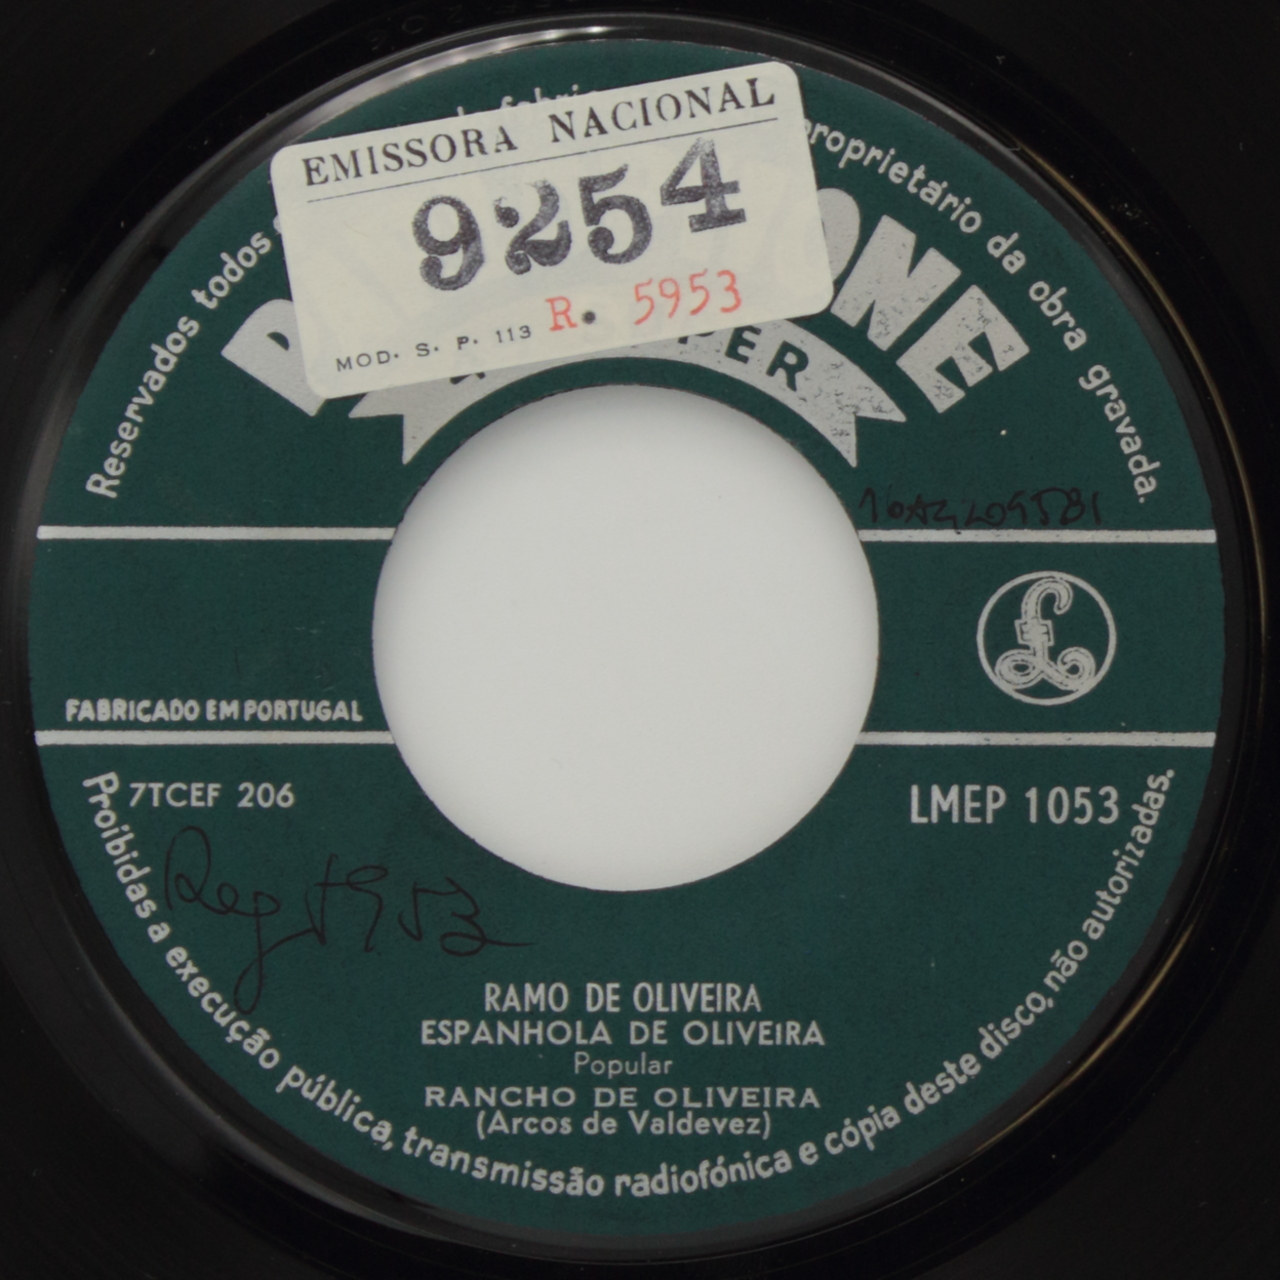 EMISSORA NACIONAL
9254
R. 5953
MOD. S. P. 113
Reservados todos
proprietário da obra gravada.
FABRICADO EM PORTUGAL
7TCEF 206
LMEP 1053
Reg 5953
RAMO DE OLIVEIRA
ESPANHOLA DE OLIVEIRA
Popular
RANCHO DE OLIVEIRA
(Arcos de Valdevez)
Proibidas a execução pública, transmissão radiofónica e cópia deste disco, não autorizadas.